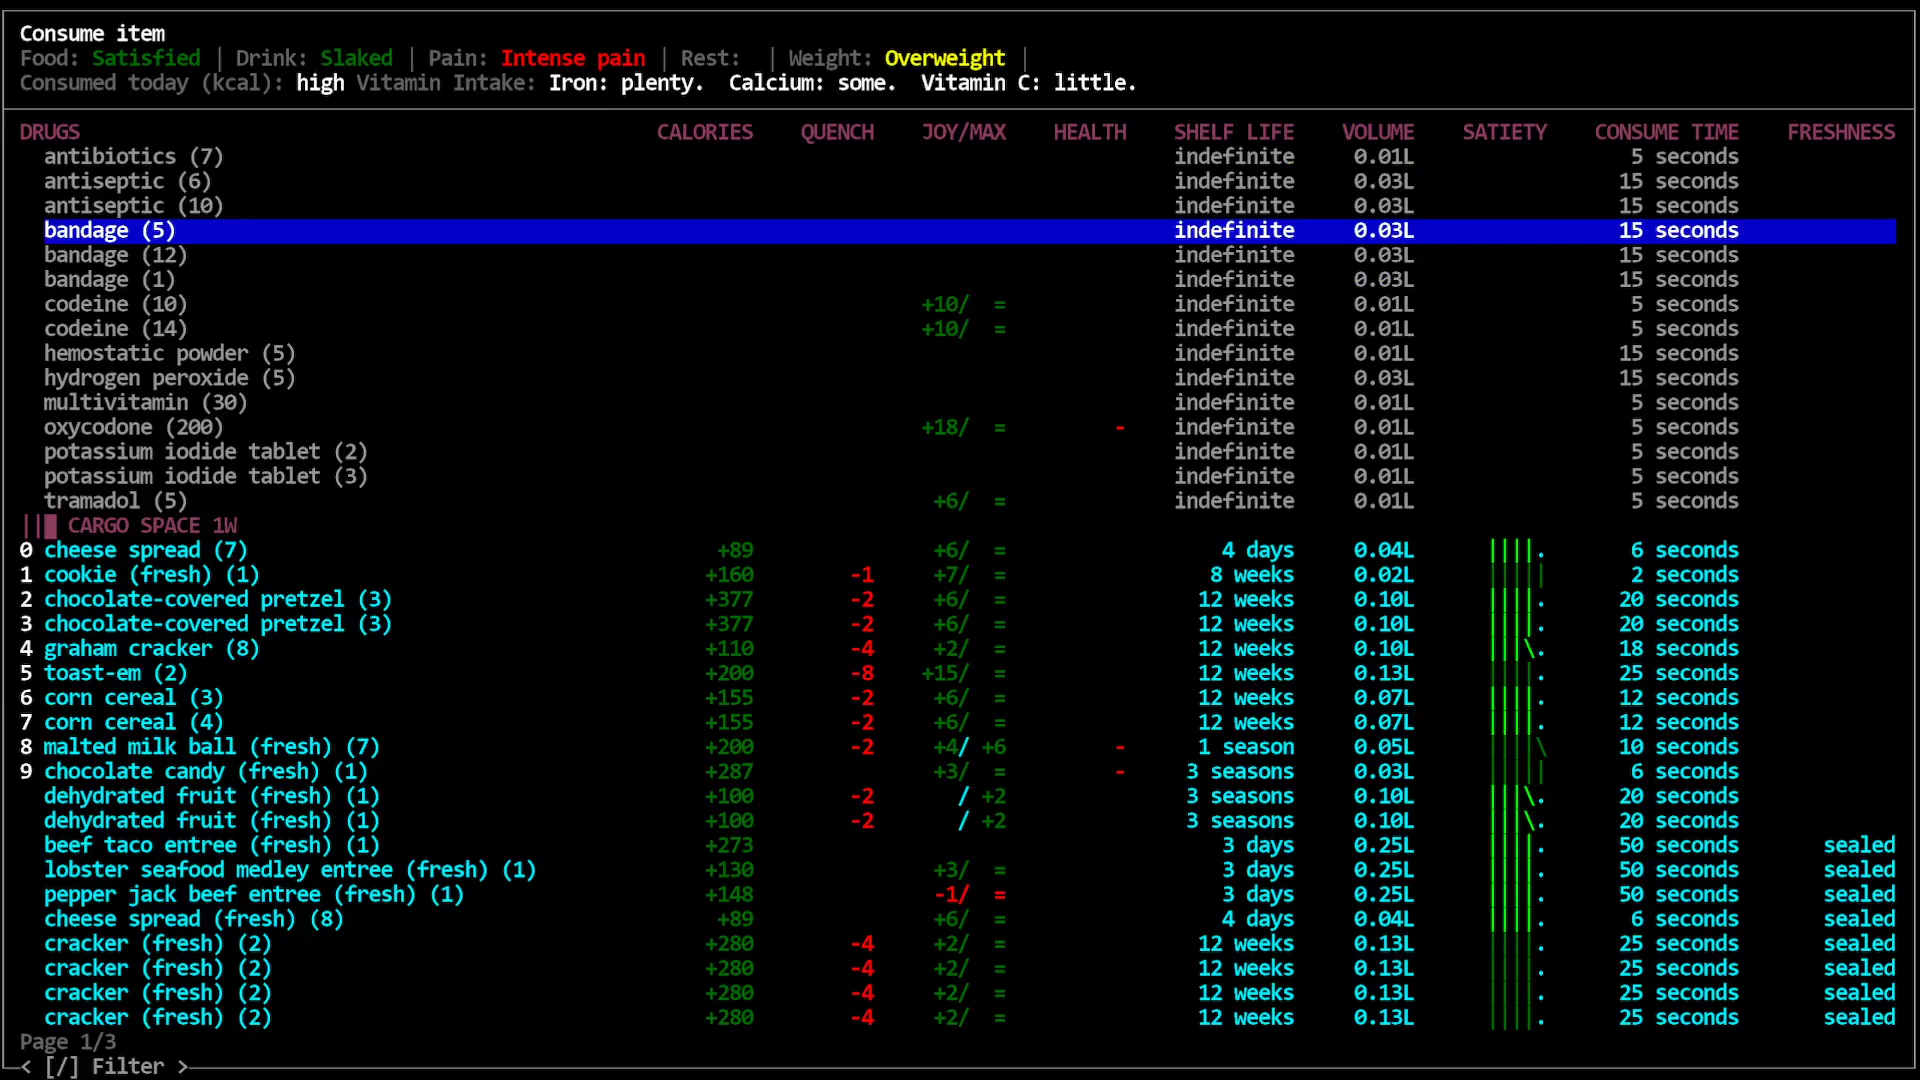 Consume item
Food: Satisfied | Drink: Slaked | Pain: Intense pain | Rest: | Weight: Overweight |
Consumed today (kcal): high Vitamin Intake: Iron: plenty. Calcium: some. Vitamin C: little.
DRUGS CALORIES QUENCH JOY/MAX HEALTH SHELF LIFE VOLUME SATIETY CONSUME TIME FRESHNESS
antibiotics (7) indefinite 0.01L 5 seconds
antiseptic (6) indefinite 0.03L 15 seconds
antiseptic (10) indefinite 0.03L 15 seconds
bandage (5) indefinite 0.03L 15 seconds
bandage (12) indefinite 0.03L 15 seconds
bandage (1) indefinite 0.03L 15 seconds
codeine (10) +10/ = indefinite 0.01L 5 seconds
codeine (14) +10/ = indefinite 0.01L 5 seconds
hemostatic powder (5) indefinite 0.01L 15 seconds
hydrogen peroxide (5) indefinite 0.03L 15 seconds
multivitamin (30) indefinite 0.01L 5 seconds
oxycodone (200) +18/ = - indefinite 0.01L 5 seconds
potassium iodide tablet (2) indefinite 0.01L 5 seconds
potassium iodide tablet (3) indefinite 0.01L 5 seconds
tramadol (5) +6/ = indefinite 0.01L 5 seconds
||█ CARGO SPACE 1W
0 cheese spread (7) +89 +6/ = 4 days 0.04L ||||. 6 seconds
1 cookie (fresh) (1) +160 -1 +7/ = 8 weeks 0.02L ||||| 2 seconds
2 chocolate-covered pretzel (3) +377 -2 +6/ = 12 weeks 0.10L ||||. 20 seconds
3 chocolate-covered pretzel (3) +377 -2 +6/ = 12 weeks 0.10L ||||. 20 seconds
4 graham cracker (8) +110 -4 +2/ = 12 weeks 0.10L |||\. 18 seconds
5 toast-em (2) +200 -8 +15/ = 12 weeks 0.13L ||||. 25 seconds
6 corn cereal (3) +155 -2 +6/ = 12 weeks 0.07L ||||. 12 seconds
7 corn cereal (4) +155 -2 +6/ = 12 weeks 0.07L ||||. 12 seconds
8 malted milk ball (fresh) (7) +200 -2 +4/ +6 - 1 season 0.05L ||||\ 10 seconds
9 chocolate candy (fresh) (1) +287 +3/ = - 3 seasons 0.03L ||||| 6 seconds
dehydrated fruit (fresh) (1) +100 -2 / +2 3 seasons 0.10L |||\. 20 seconds
dehydrated fruit (fresh) (1) +100 -2 / +2 3 seasons 0.10L |||\. 20 seconds
beef taco entree (fresh) (1) +273 3 days 0.25L ||||. 50 seconds sealed
lobster seafood medley entree (fresh) (1) +130 +3/ = 3 days 0.25L ||||. 50 seconds sealed
pepper jack beef entree (fresh) (1) +148 -1/ = 3 days 0.25L ||||. 50 seconds sealed
cheese spread (fresh) (8) +89 +6/ = 4 days 0.04L ||||. 6 seconds sealed
cracker (fresh) (2) +280 -4 +2/ = 12 weeks 0.13L ||||. 25 seconds sealed
cracker (fresh) (2) +280 -4 +2/ = 12 weeks 0.13L ||||. 25 seconds sealed
cracker (fresh) (2) +280 -4 +2/ = 12 weeks 0.13L ||||. 25 seconds sealed
cracker (fresh) (2) +280 -4 +2/ = 12 weeks 0.13L ||||. 25 seconds sealed
Page 1/3
< [/] Filter >